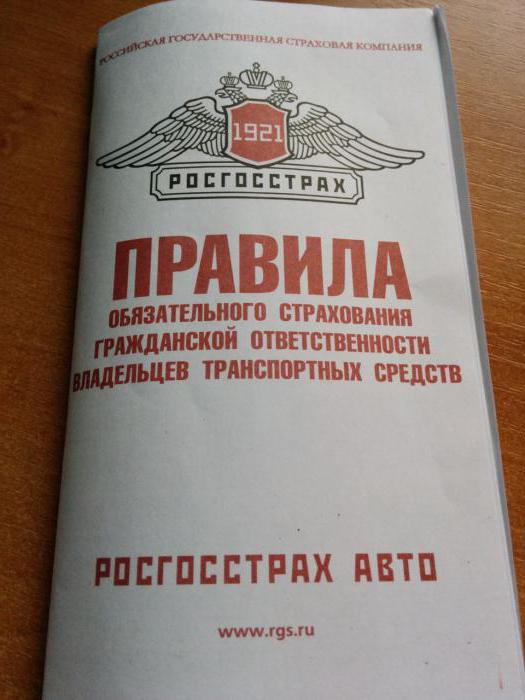 РОССИЙСКАЯ ГОСУДАРСТВЕННАЯ СТРАХОВАЯ КОМПАНИЯ
1921
РОСГОССТРАХ
ПРАВИЛА
ОБЯЗАТЕЛЬНОГО СТРАХОВАНИЯ
ГРАЖДАНСКОЙ ОТВЕТСТВЕННОСТИ
ВЛАДЕЛЬЦЕВ ТРАНСПОРТНЫХ СРЕДСТВ
РОСГОССТРАХ АВТО
www.rgs.ru